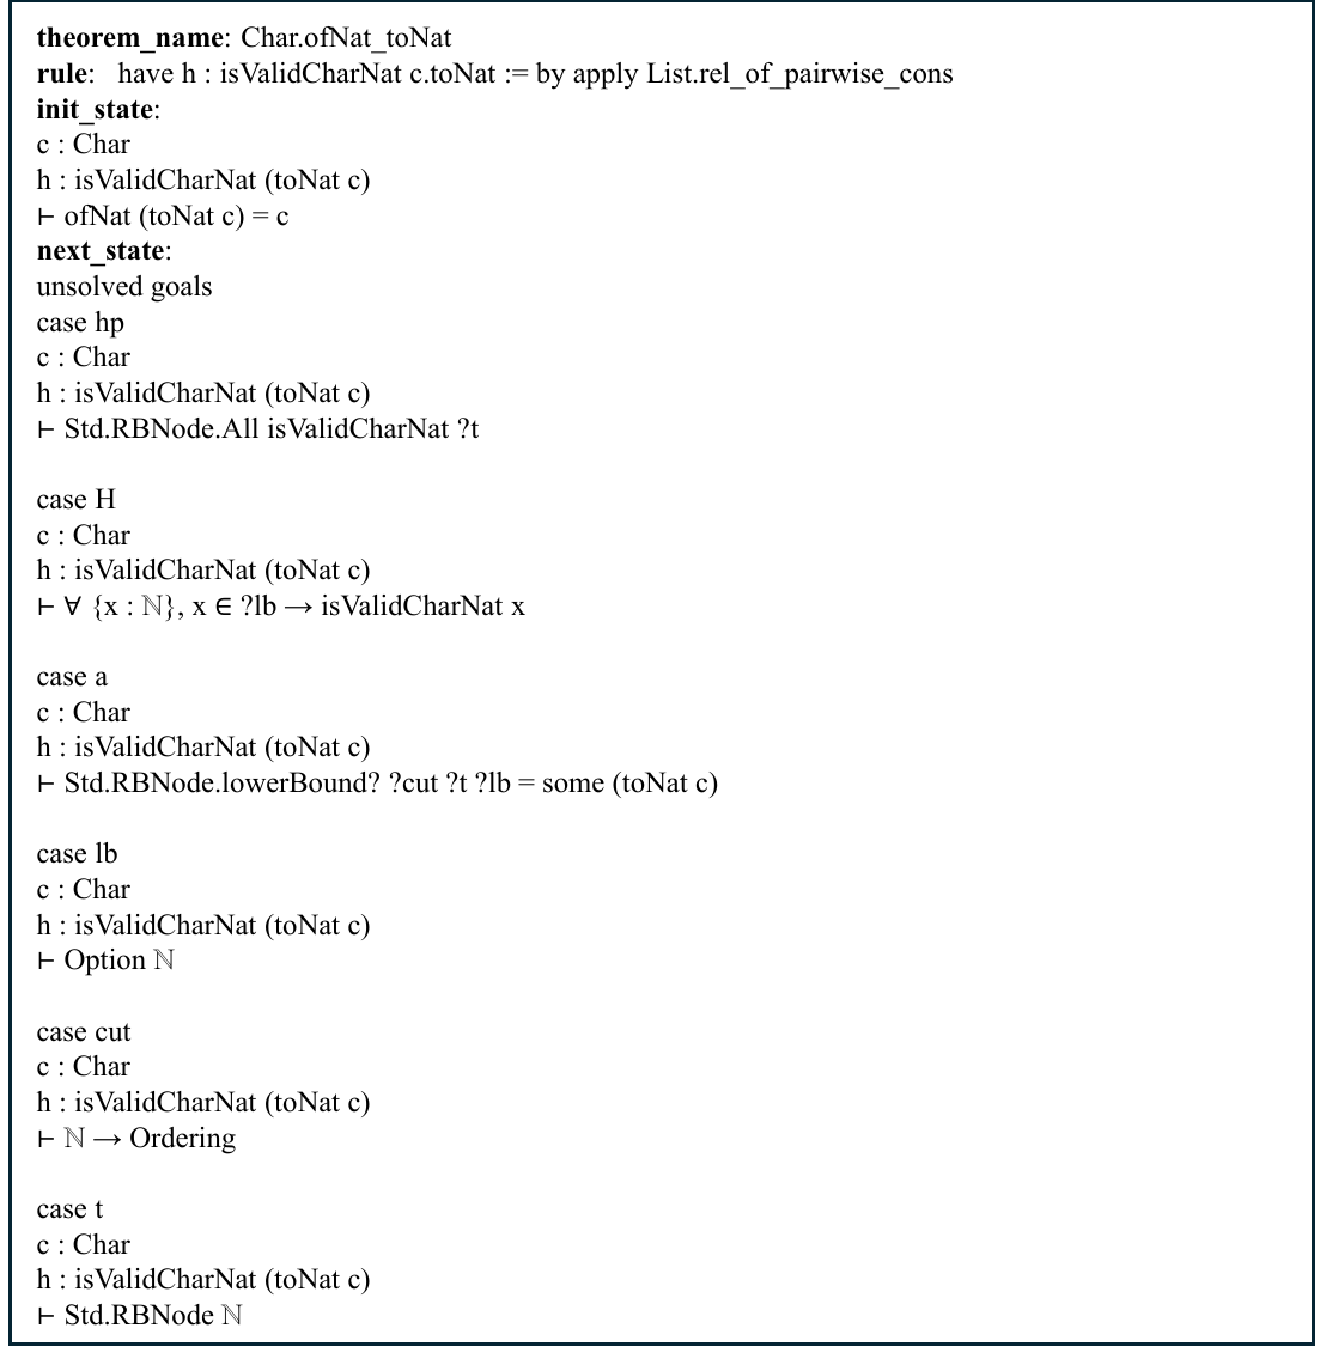 theorem_name: Char.ofNat_toNat
rule: have h : isValidCharNat c.toNat := by apply List.rel_of_pairwise_cons
init_state:
c : Char
h : isValidCharNat (toNat c)
⊢ ofNat (toNat c) = c
next_state:
unsolved goals
case hp
c : Char
h : isValidCharNat (toNat c)
⊢ Std.RBNode.All isValidCharNat ?t
case H
c : Char
h : isValidCharNat (toNat c)
⊢ ∀ {x : ℕ}, x ∈ ?lb → isValidCharNat x
case a
c : Char
h : isValidCharNat (toNat c)
⊢ Std.RBNode.lowerBound? ?cut ?t ?lb = some (toNat c)
case lb
c : Char
h : isValidCharNat (toNat c)
⊢ Option ℕ
case cut
c : Char
h : isValidCharNat (toNat c)
⊢ ℕ → Ordering
case t
c : Char
h : isValidCharNat (toNat c)
⊢ Std.RBNode ℕ